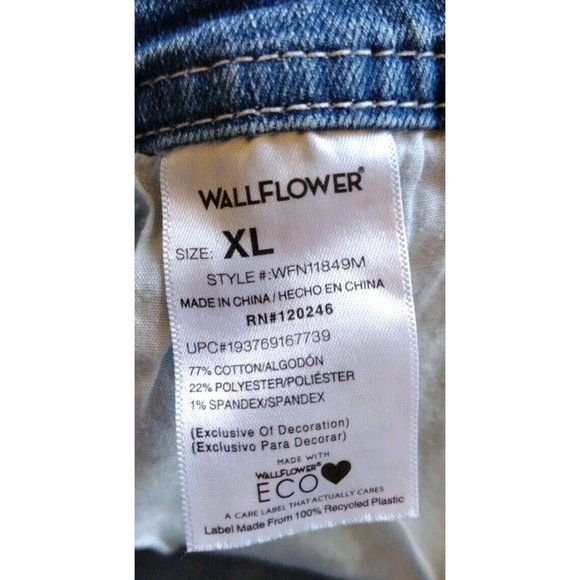 WALLFLOWER®
SIZE: XL
STYLE #:WFN11849M
MADE IN CHINA/HECHO EN CHINA
RN#120246
UPC#193769167739
77% COTTON/ALGODÓN
22% POLYESTER/POLIÉSTER
1% SPANDEX/SPANDEX
(Exclusive Of Decoration)
(Exclusivo Para Decorar)
MADE WITH
WALLFLOWER®
ECO
A CARE LABEL THAT ACTUALLY CARES
Label Made From 100% Recycled Plastic